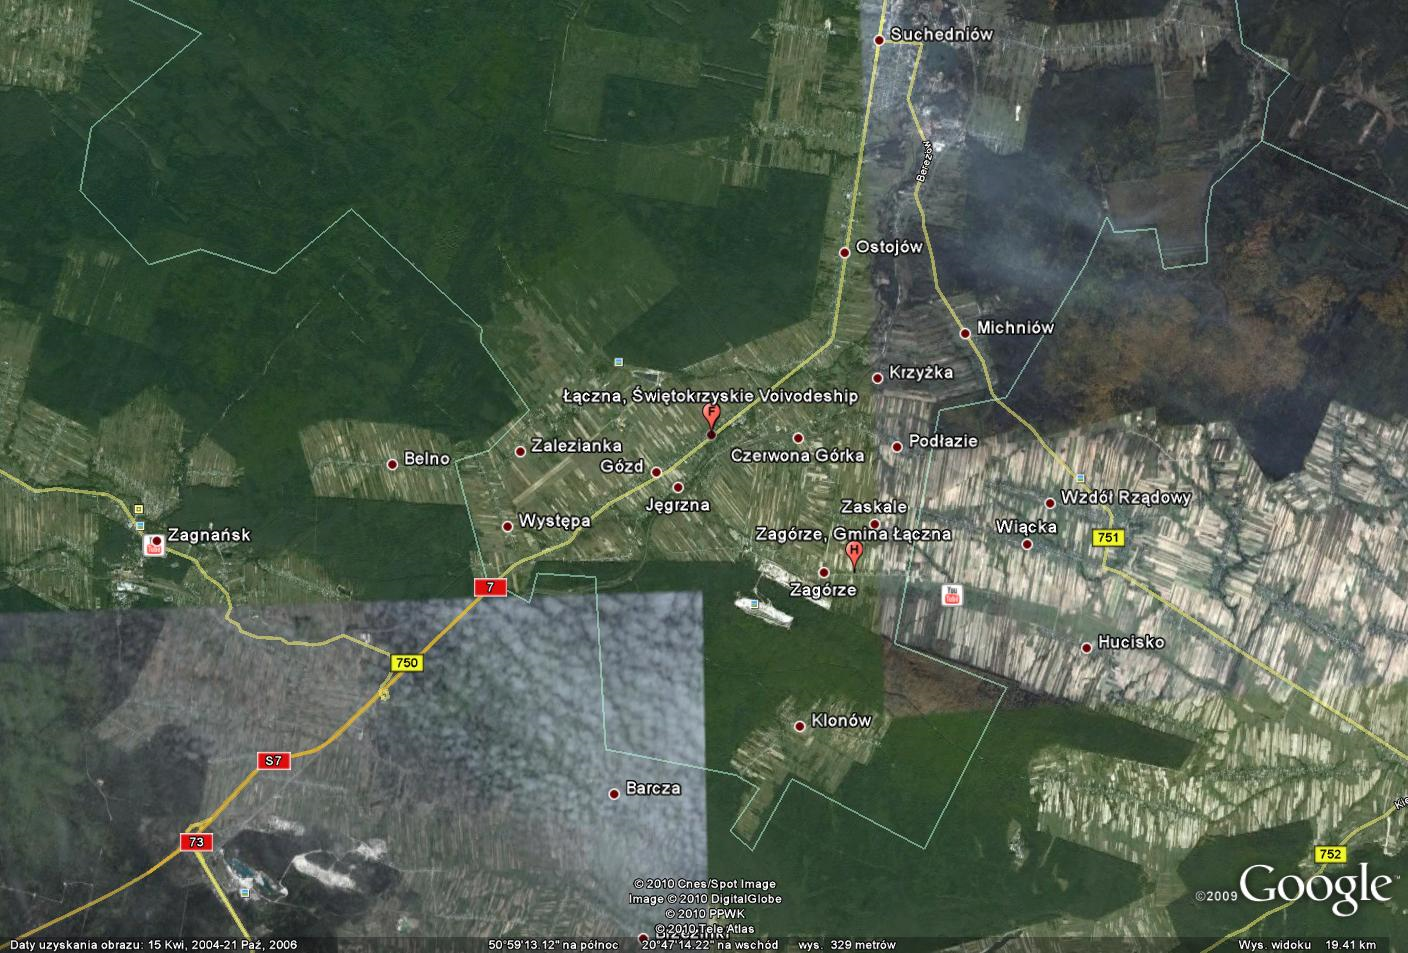 Suchedniów
Berezów
Ostojów
Michniów
Krzyżka
Łączna, Świętokrzyskie Voivodeship
F
Zalezianka
Belno
Gózd
Czerwona Górka
Podłazie
Jęgrzna
Wzdół Rządowy
Zaskale
Wiącka
Występa
Zagnańsk
Zagórze, Gmina Łączna
751
H
7
Zagórze
You
Tube
Hucisko
750
Klonów
S7
Barcza
73
752
© 2010 Cnes/Spot Image
Image © 2010 DigitalGlobe
© 2010 PPWK
© 2010 Tele Atlas
Brzezinki
©2009 Google™
Daty uzyskania obrazu: 15 Kwi, 2004-21 Paź, 2006
50°59'13.12" na północ 20°47'14.22" na wschód wys. 329 metrów
Wys. widoku 19.41 km